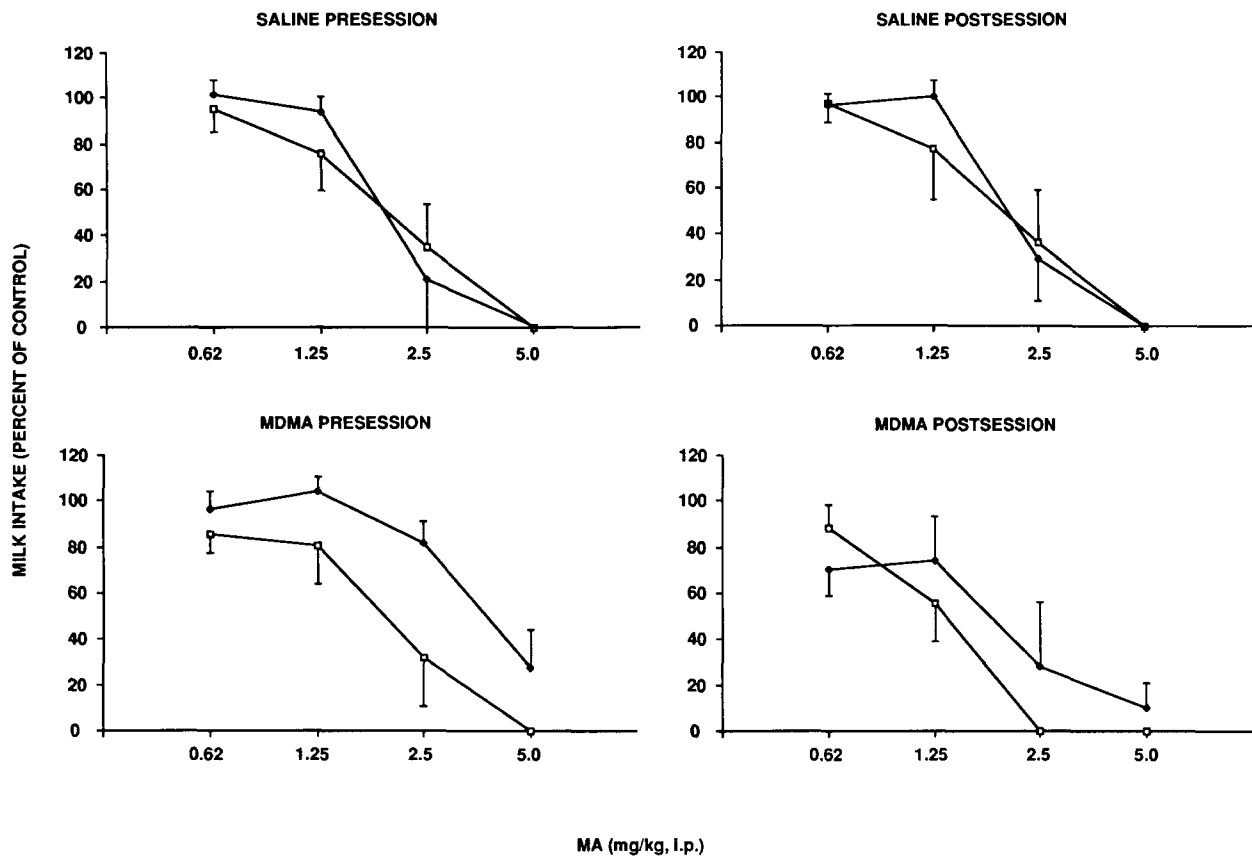 SALINE PRESESSION
SALINE POSTSESSION
120
100
80
60
40
20
0
0.62 1.25 2.5 5.0
120
100
80
60
40
20
0
0.62 1.25 2.5 5.0
MILK INTAKE (PERCENT OF CONTROL)
MDMA PRESESSION
MDMA POSTSESSION
120
100
80
60
40
20
0
0.62 1.25 2.5 5.0
120
100
80
60
40
20
0
0.62 1.25 2.5 5.0
MA (mg/kg, i.p.)